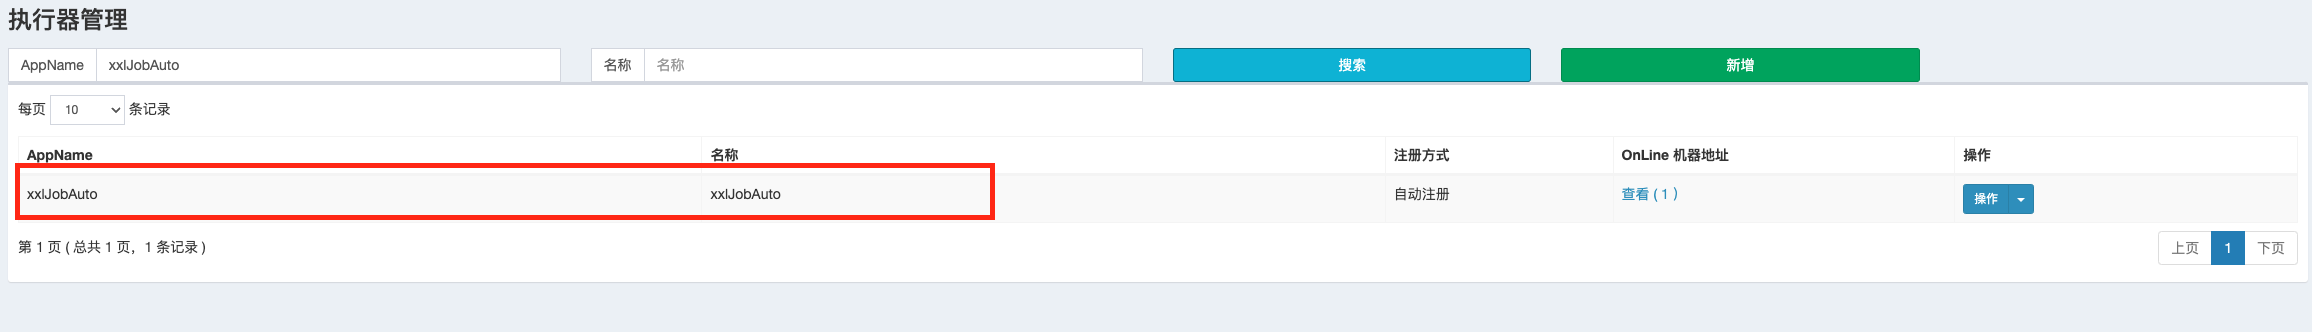 执行器管理
AppName xxlJobAuto 名称 名称 搜索 新增
每页 10 条记录
AppName 名称 注册方式 OnLine 机器地址 操作
xxlJobAuto xxlJobAuto 自动注册 查看 ( 1 ) 操作
第 1 页 ( 总共 1 页，1 条记录 ) 上页 1 下页